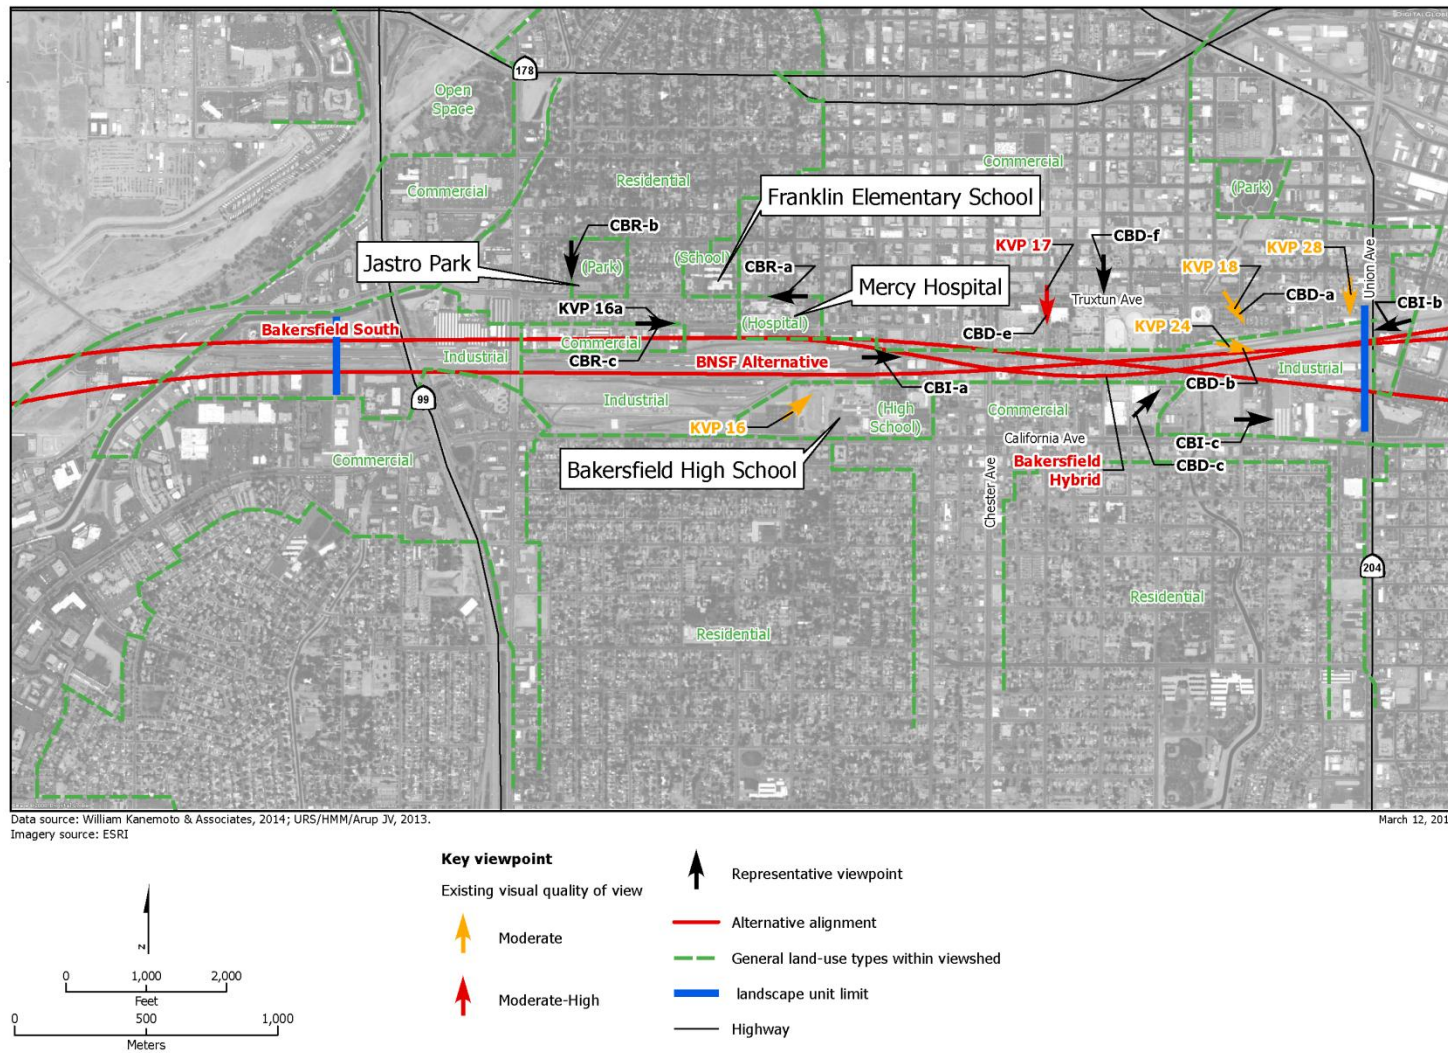 DIGITALGLOBE
178
Open
Space
Commercial
Residential
Commercial
(Park)
Franklin Elementary School
CBR-b
KVP 17
CBD-f
KVP 28
Jastro Park
(Park)
(School)
CBR-a
KVP 18
Union Ave
Mercy Hospital
Truxtun Ave
CBD-a
CBI-b
KVP 16a
Bakersfield South
(Hospital)
CBD-e
KVP 24
Commercial
Industrial
CBR-c
BNSF Alternative
Industrial
CBI-a
CBD-b
99
Industrial
Commercial
(High
School)
KVP 16
California Ave
CBI-c
Commercial
Bakersfield High School
Bakersfield
Hybrid
CBD-c
Chester Ave
204
Residential
Residential
Data source: William Kanemoto & Associates, 2014; URS/HMM/Arup JV, 2013.
March 12, 201
Imagery source: ESRI
Key viewpoint
Existing visual quality of view
Moderate
Moderate-High
Representative viewpoint
Alternative alignment
General land-use types within viewshed
landscape unit limit
Highway
N
0 1,000 2,000
Feet
0 500 1,000
Meters